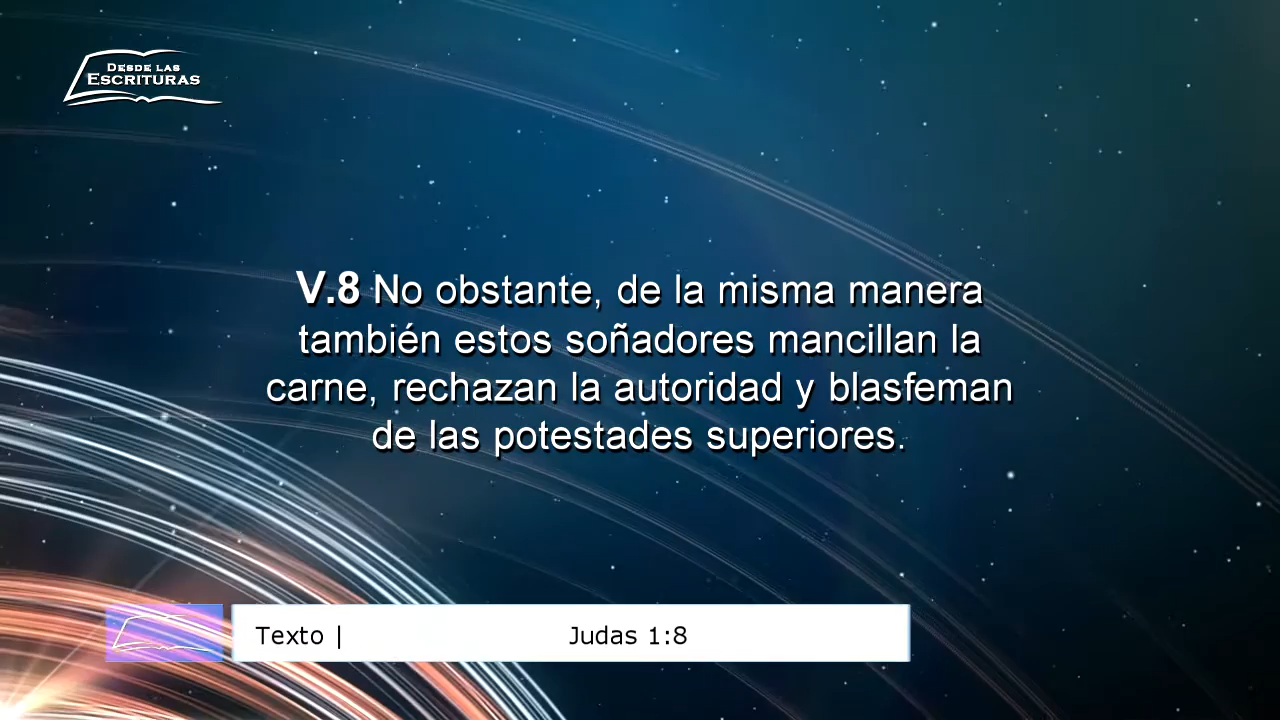 DESDE LAS
ESCRITURAS
V.8 No obstante, de la misma manera
también estos soñadores mancillan la
carne, rechazan la autoridad y blasfeman
de las potestades superiores.
Texto | Judas 1:8